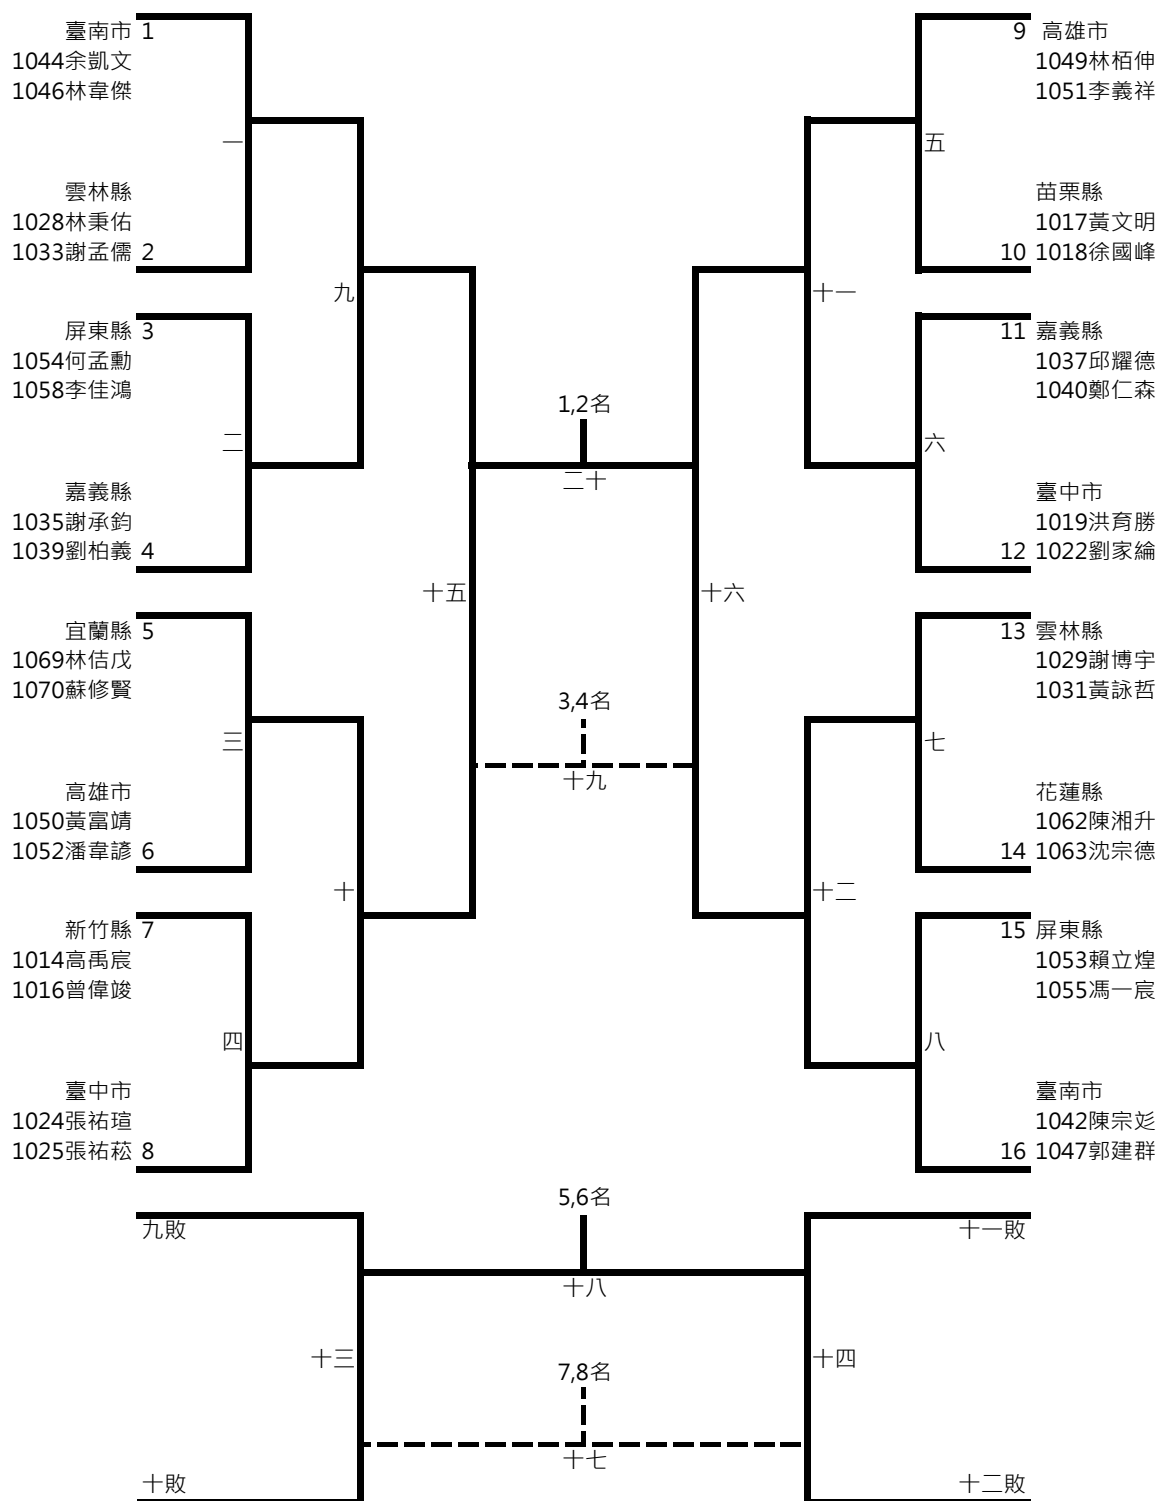 臺南市 1
1044余凱文
1046林韋傑
一
雲林縣
1028林秉佑
1033謝孟儒 2
九
屏東縣 3
1054何孟勳
1058李佳鴻
二
嘉義縣
1035謝承鈞
1039劉柏義 4
十五
宜蘭縣 5
1069林佶戊
1070蘇修賢
三
高雄市
1050黃富靖
1052潘韋諺 6
十
新竹縣 7
1014高禹宸
1016曾偉竣
四
臺中市
1024張祐瑄
1025張祐菘 8
1,2名
二十
3,4名
十九
9 高雄市
1049林栢伸
1051李義祥
五
苗栗縣
1017黃文明
10 1018徐國峰
十一
11 嘉義縣
1037邱耀德
1040鄭仁森
六
臺中市
1019洪育勝
12 1022劉家綸
十六
13 雲林縣
1029謝博宇
1031黃詠哲
七
花蓮縣
1062陳湘升
14 1063沈宗德
十二
15 屏東縣
1053賴立煌
1055馮一宸
八
臺南市
1042陳宗彣
16 1047郭建群
5,6名
九敗
十一敗
十八
十三
7,8名
十四
十七
十敗
十二敗